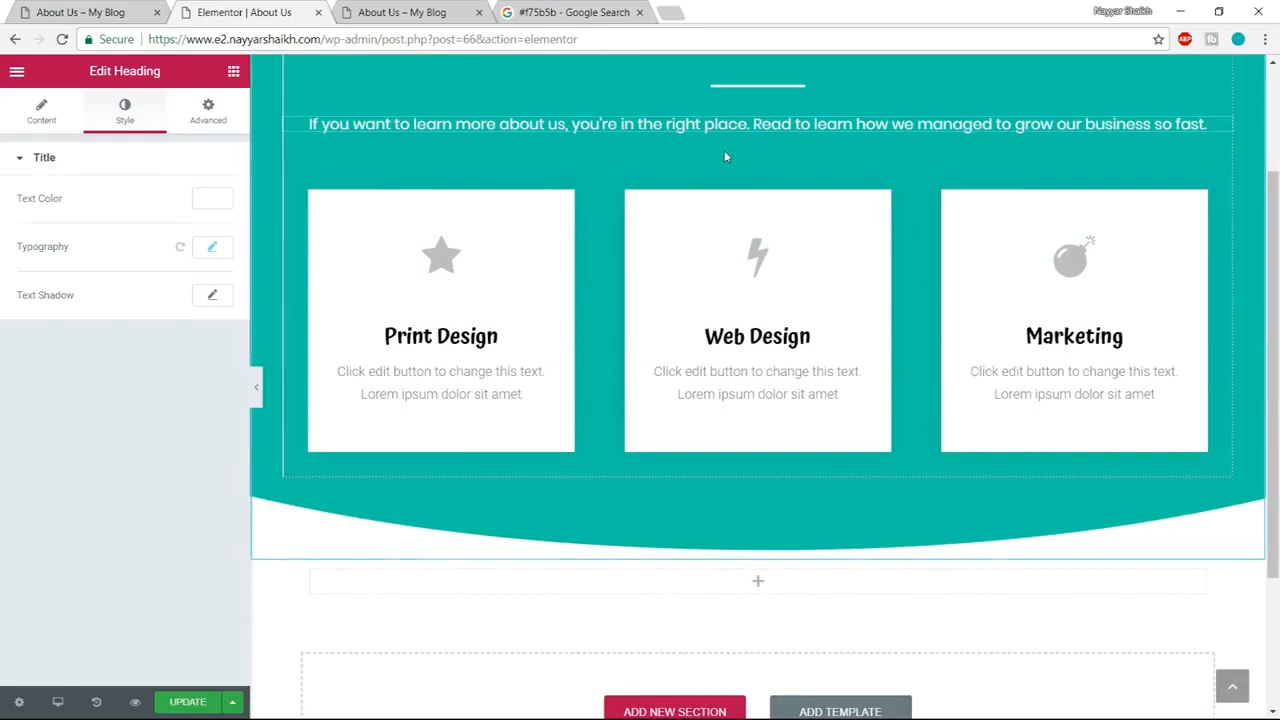 About Us – My Blog
Elementor | About Us
About Us – My Blog
#f75b5b - Google Search
Nayyar Shaikh
Secure
https://www.e2.nayyarshaikh.com/wp-admin/post.php?post=66&action=elementor
ABP
tb
Edit Heading
Content
Style
Advanced
Title
Text Color
Typography
Text Shadow
If you want to learn more about us, you're in the right place. Read to learn how we managed to grow our business so fast.
Print Design
Click edit button to change this text.
Lorem ipsum dolor sit amet
Web Design
Click edit button to change this text.
Lorem ipsum dolor sit amet
Marketing
Click edit button to change this text.
Lorem ipsum dolor sit amet
ADD NEW SECTION
ADD TEMPLATE
UPDATE